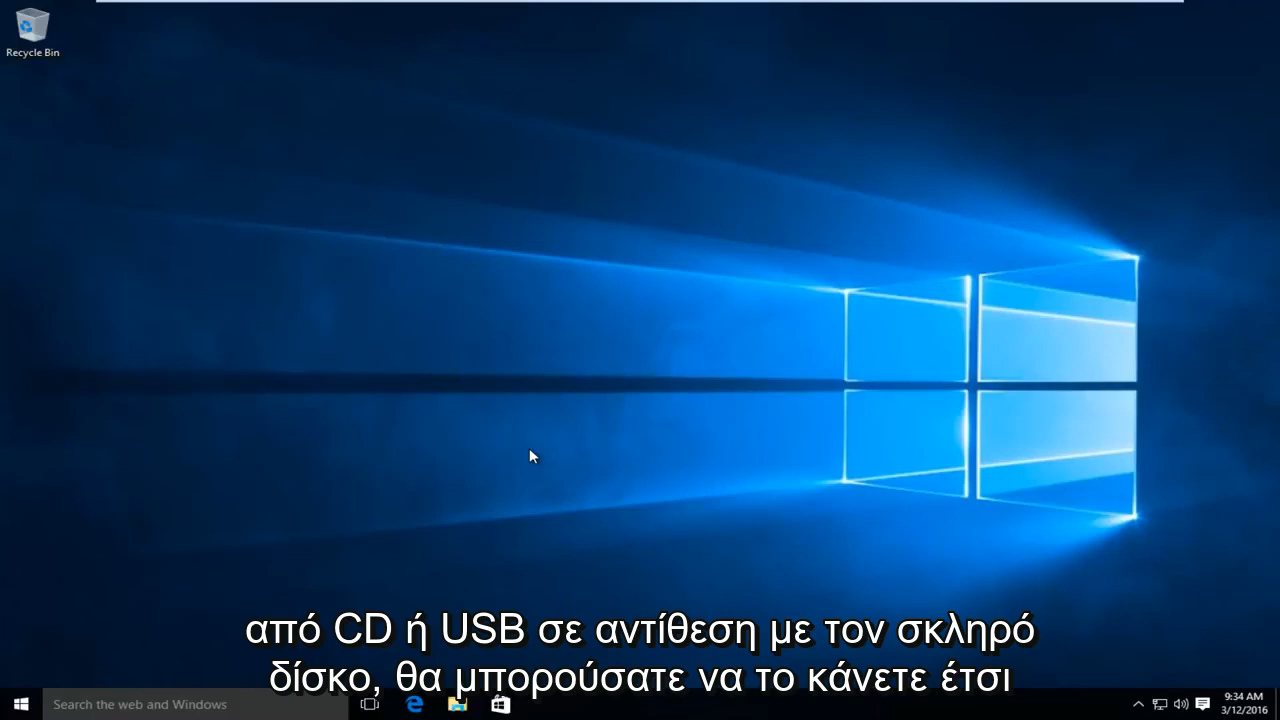 Recycle Bin
από CD ή USB σε αντίθεση με τον σκληρό
δίσκο, θα μπορούσατε να το κάνετε έτσι
Search the web and Windows
9:34 AM
3/12/2016